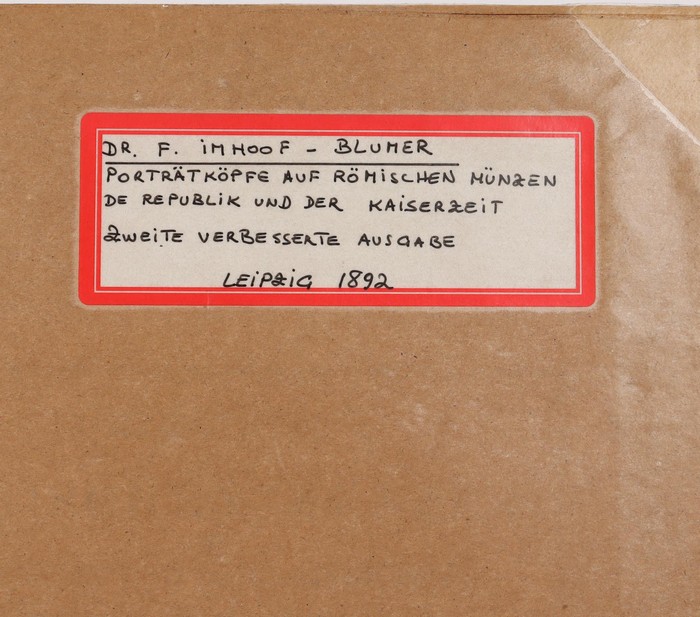 DR. F. iMHOOF - BLUMER
PORTRÄTKÖPFE AUF RÖMISCHEN MÜNZEN
DE REPUBLIK UND DER KAISERZEIT
ZWEITE VERBESSERTE AUSGABE
LEIPZIG 1892